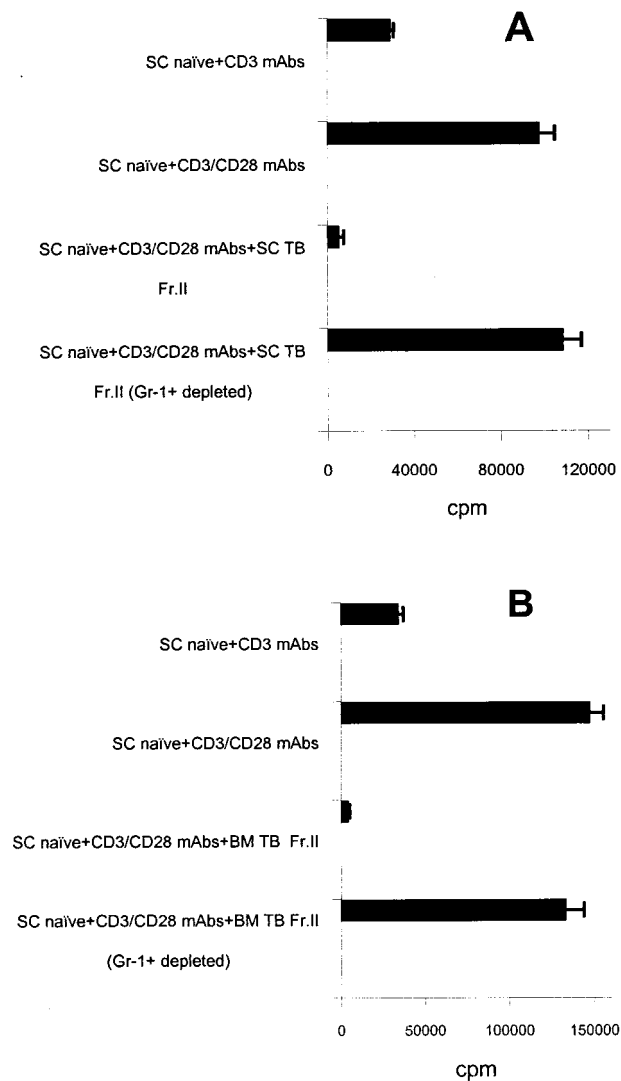 A
SC naïve+CD3 mAbs
SC naïve+CD3/CD28 mAbs
SC naïve+CD3/CD28 mAbs+SC TB
Fr.II
SC naïve+CD3/CD28 mAbs+SC TB
Fr.II (Gr-1+ depleted)
0 40000 80000 120000
cpm
B
SC naïve+CD3 mAbs
SC naïve+CD3/CD28 mAbs
SC naïve+CD3/CD28 mAbs+BM TB Fr.II
SC naïve+CD3/CD28 mAbs+BM TB Fr.II
(Gr-1+ depleted)
0 50000 100000 150000
cpm